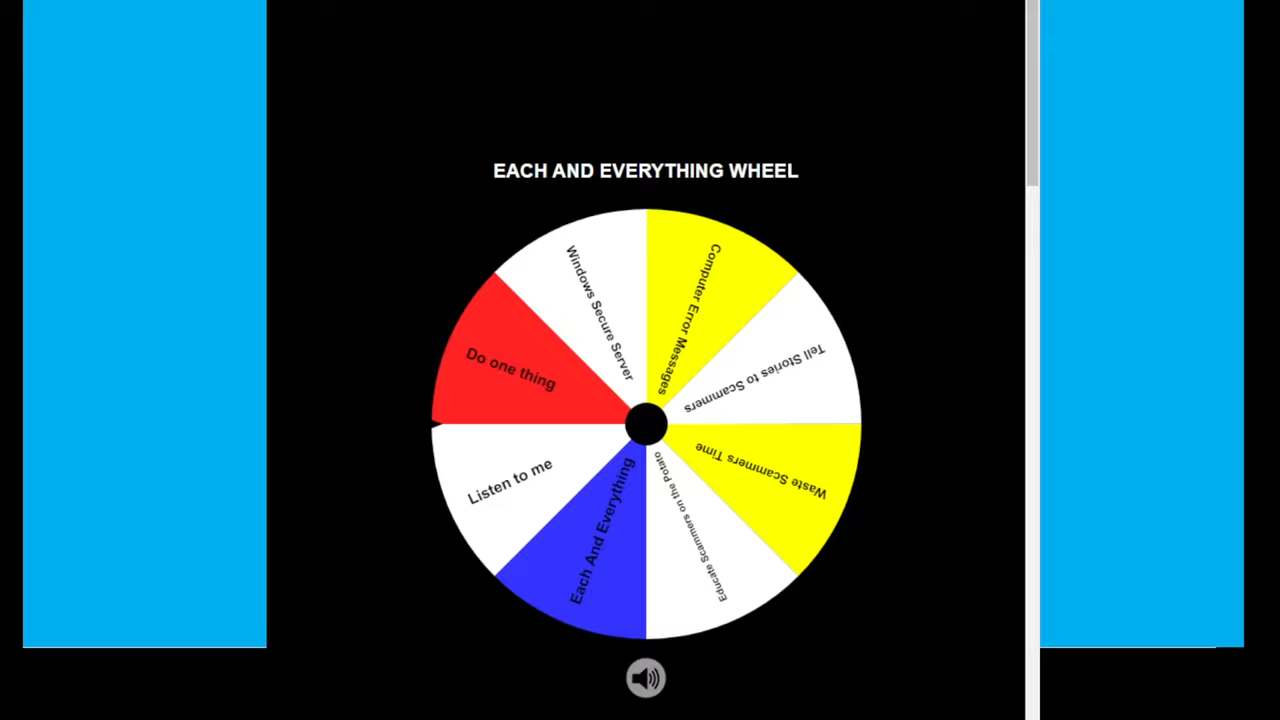 EACH AND EVERYTHING WHEEL
Windows Secure Server
Computer Error Messages
Tell Stories to Scammers
Waste Scammers Time
Educate Scammers on the Potato
Each And Everything
Listen to me
Do one thing